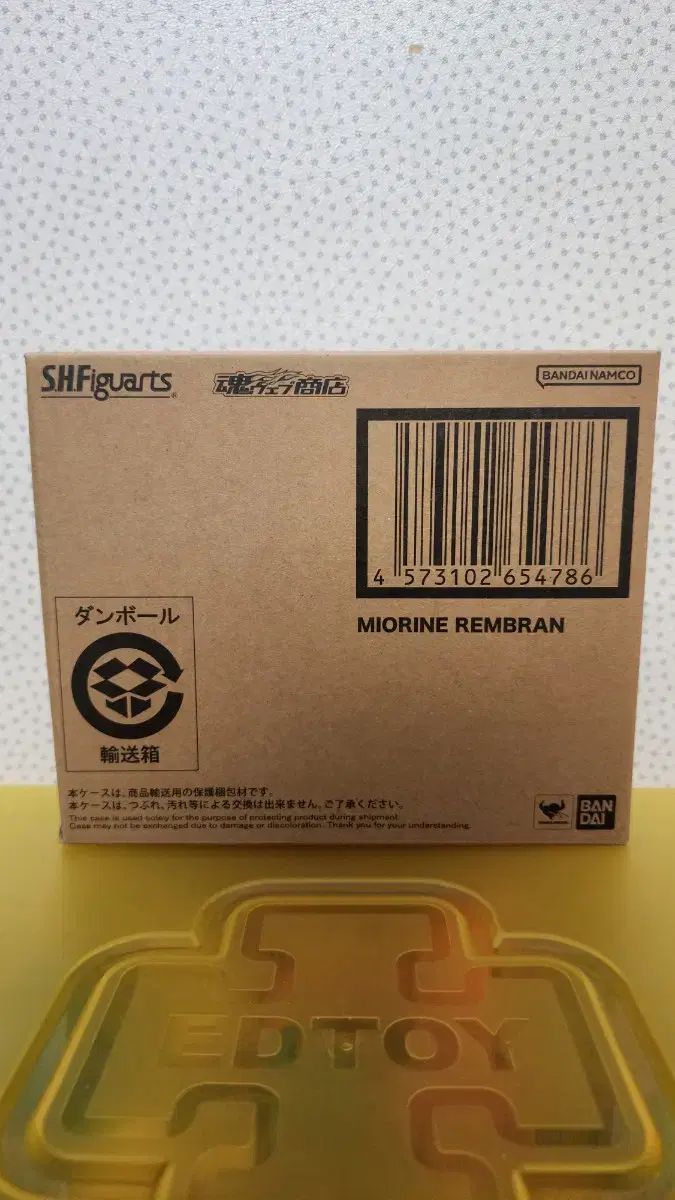 S.H.Figuarts®
魂ウェブ商店
BANDAI NAMCO
4 573102 654786
MIORINE REMBRAN
ダンボール
輸送箱
本ケースは、商品輸送用の保護梱包材です。
本ケースは、つぶれ、汚れ等による交換は出来ません、ご了承ください。
This case is used soley for the purpose of protecting product during shipment.
Case may not be exchanged due to damage or discoloration. Thank you for your understanding.
BAN
DAI
EDTOY